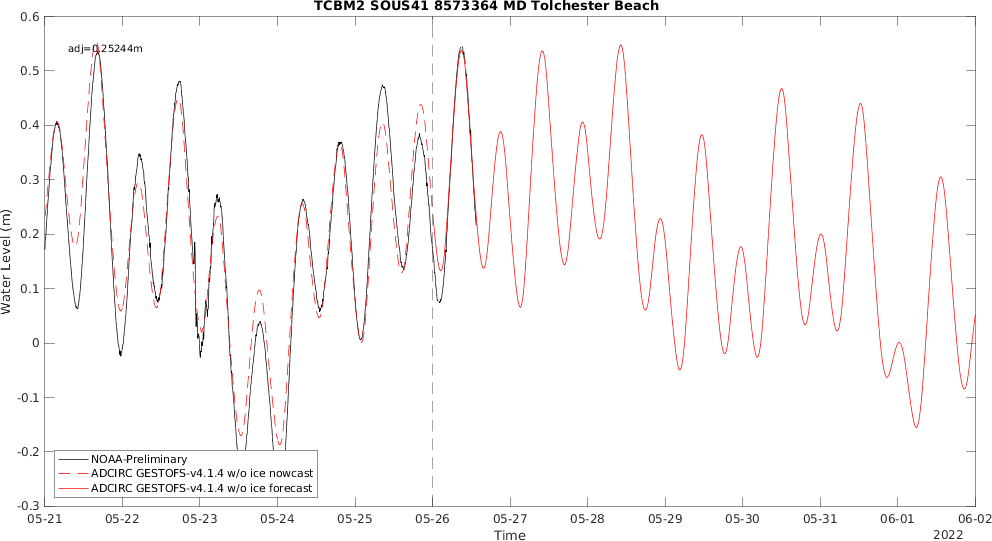 TCBM2 SOUS41 8573364 MD Tolchester Beach
adj=0.25244m
Water Level (m)
0.6
0.5
0.4
0.3
0.2
0.1
0
-0.1
-0.2
-0.3
NOAA-Preliminary
ADCIRC GESTOFS-v4.1.4 w/o ice nowcast
ADCIRC GESTOFS-v4.1.4 w/o ice forecast
05-21 05-22 05-23 05-24 05-25 05-26 05-27 05-28 05-29 05-30 05-31 06-01 06-02
Time
2022